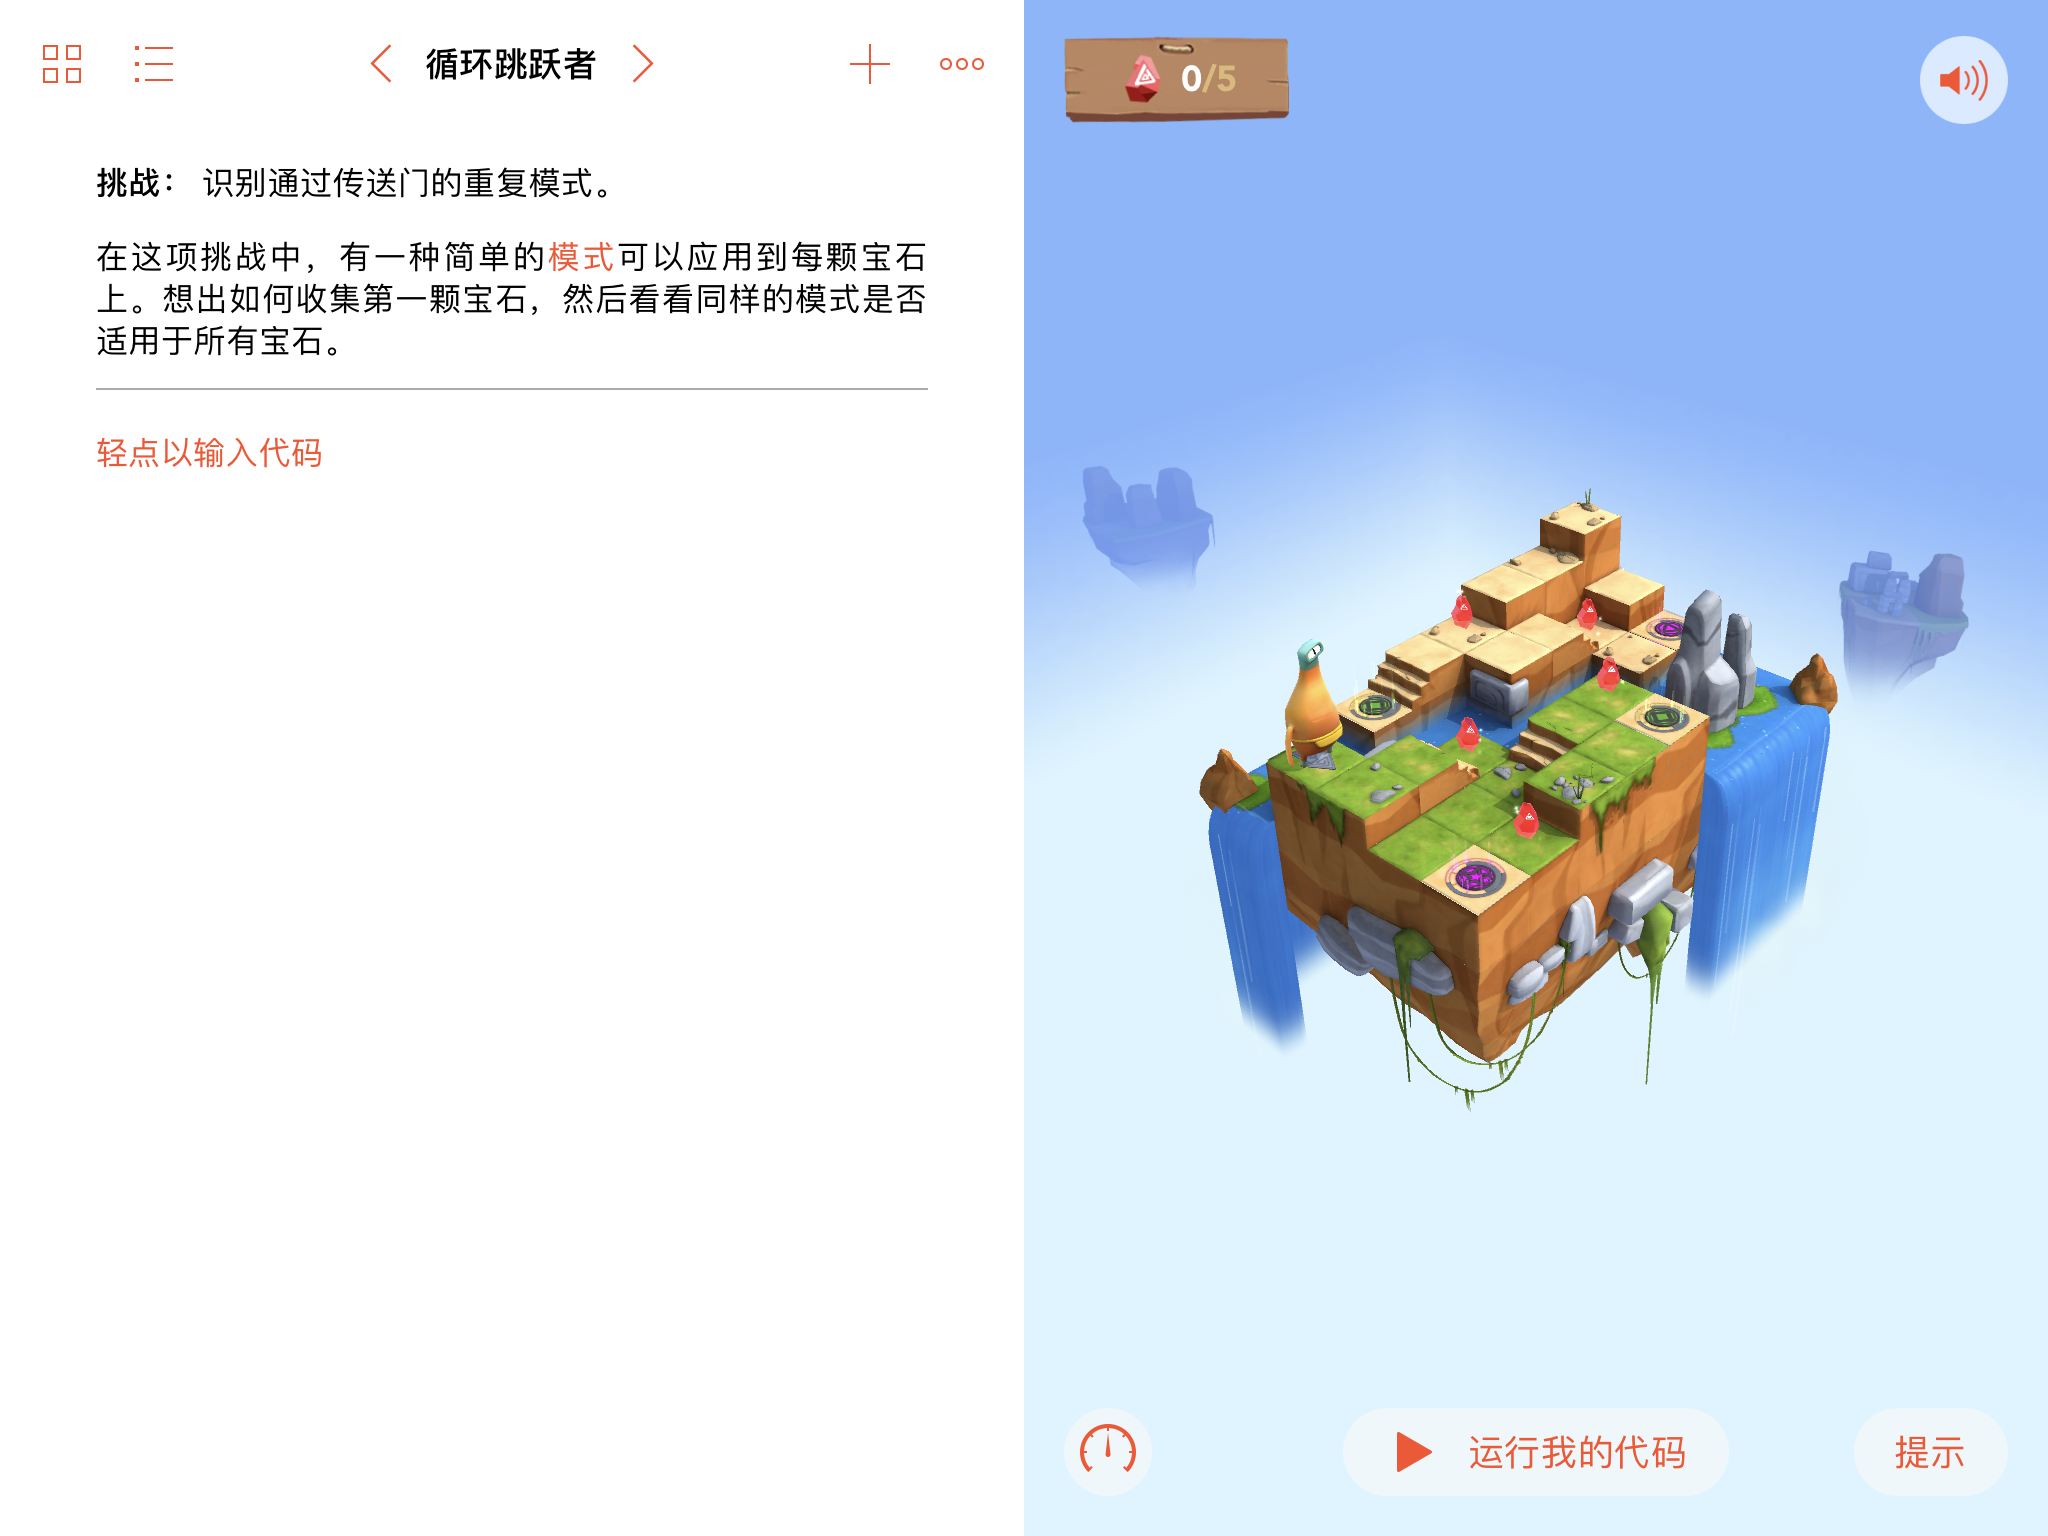 循环跳跃者
挑战： 识别通过传送门的重复模式。
在这项挑战中，有一种简单的模式可以应用到每颗宝石
上。想出如何收集第一颗宝石，然后看看同样的模式是否
适用于所有宝石。
轻点以输入代码
0/5
运行我的代码
提示